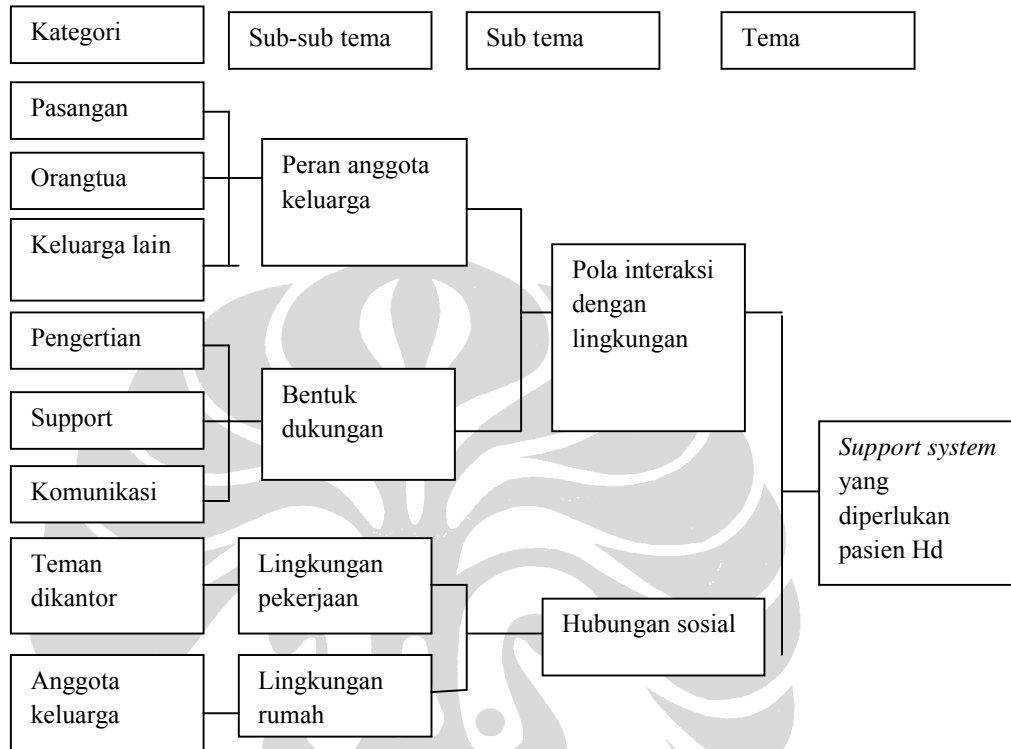 Kategori
Sub-sub tema
Sub tema
Tema
Pasangan
Orangtua
Keluarga lain
Peran anggota
keluarga
Pengertian
Support
Komunikasi
Bentuk
dukungan
Pola interaksi
dengan
lingkungan
Teman
dikantor
Lingkungan
pekerjaan
Anggota
keluarga
Lingkungan
rumah
Hubungan sosial
Support system
yang
diperlukan
pasien Hd